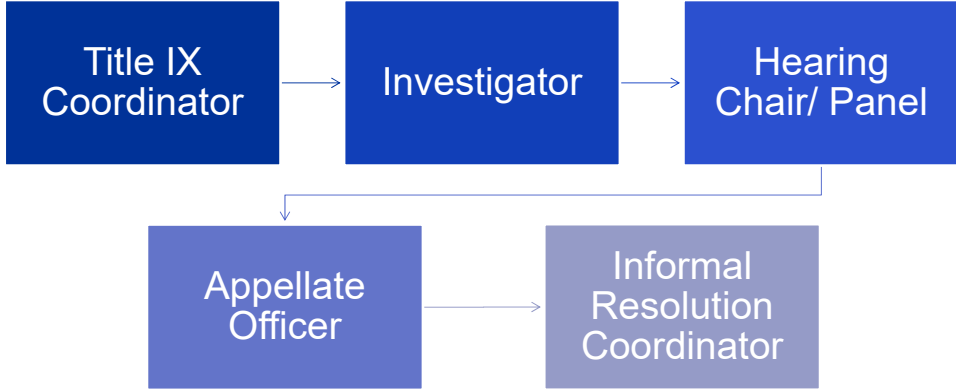 Title IX
Coordinator
Investigator
Hearing
Chair/ Panel
Appellate
Officer
Informal
Resolution
Coordinator